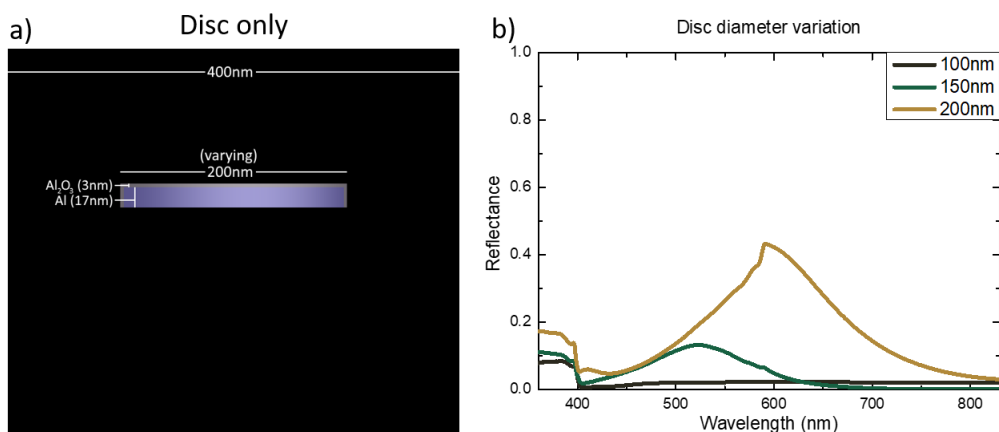 a)
Disc only
400nm
(varying)
200nm
Al₂O₃ (3nm)
Al (17nm)
b)
Disc diameter variation
1.0
0.8
0.6
0.4
0.2
0.0
Reflectance
100nm
150nm
200nm
400
500
600
700
800
Wavelength (nm)